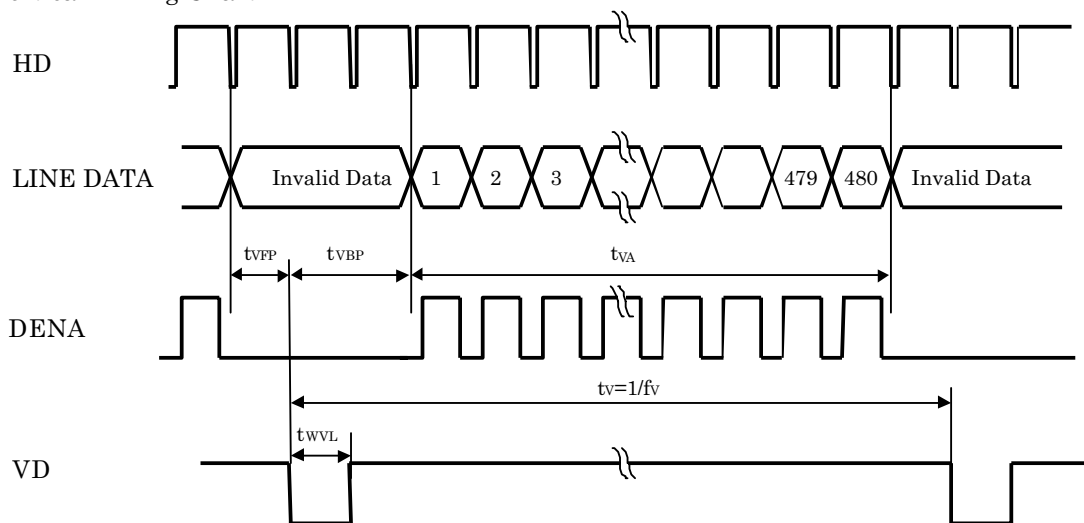 HD
LINE DATA
Invalid Data
1
2
3
479
480
Invalid Data
tVFP
tVBP
tVA
DENA
tV=1/fV
tWVL
VD